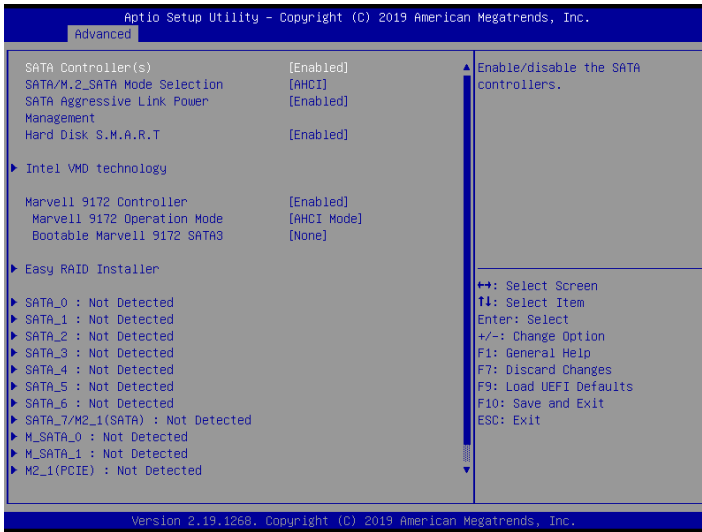 Aptio Setup Utility – Copyright (C) 2019 American Megatrends, Inc.
Advanced
SATA Controller(s) [Enabled]
SATA/M.2_SATA Mode Selection [AHCI]
SATA Aggressive Link Power [Enabled]
Management
Hard Disk S.M.A.R.T [Enabled]
Intel VMD technology
Marvell 9172 Controller [Enabled]
Marvell 9172 Operation Mode [AHCI Mode]
Bootable Marvell 9172 SATA3 [None]
Easy RAID Installer
SATA_0 : Not Detected
SATA_1 : Not Detected
SATA_2 : Not Detected
SATA_3 : Not Detected
SATA_4 : Not Detected
SATA_5 : Not Detected
SATA_6 : Not Detected
SATA_7/M2_1(SATA) : Not Detected
M_SATA_0 : Not Detected
M_SATA_1 : Not Detected
M2_1(PCIE) : Not Detected
Enable/disable the SATA
controllers.
↔: Select Screen
↑↓: Select Item
Enter: Select
+/-: Change Option
F1: General Help
F7: Discard Changes
F9: Load UEFI Defaults
F10: Save and Exit
ESC: Exit
Version 2.19.1268. Copyright (C) 2019 American Megatrends, Inc.